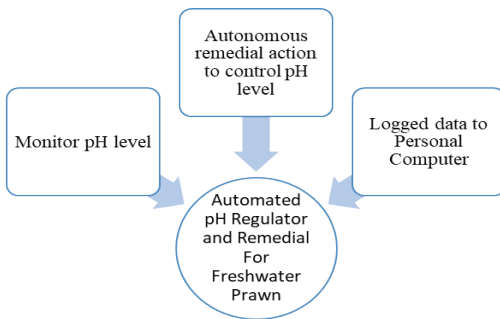 Autonomous
remedial action
to control pH
level
Monitor pH level
Logged data to
Personal
Computer
Automated
pH Regulator
and Remedial
For
Freshwater
Prawn